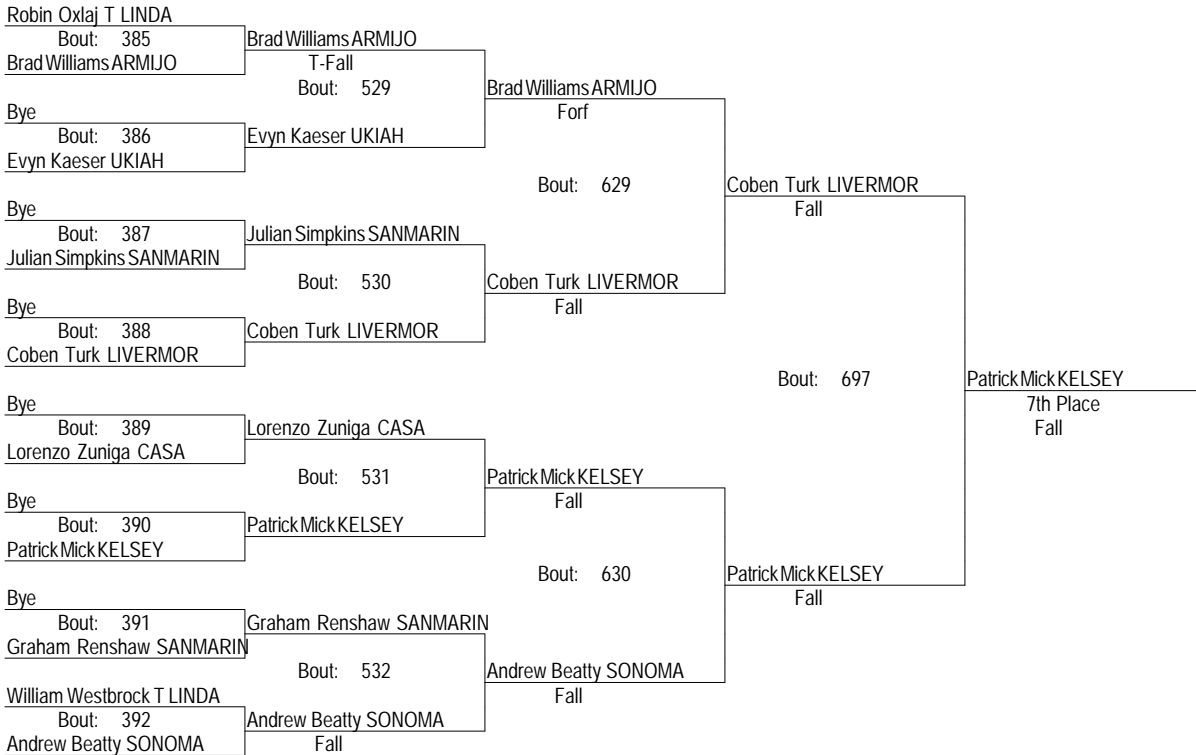 Robin Oxlaj T LINDA
Bout: 385
Brad Williams ARMIJO
Brad Williams ARMIJO
T-Fall
Bout: 529
Brad Williams ARMIJO
Forf
Bye
Bout: 386
Evyn Kaeser UKIAH
Evyn Kaeser UKIAH
Bout: 629
Coben Turk LIVERMOR
Fall
Bye
Bout: 387
Julian Simpkins SANMARIN
Julian Simpkins SANMARIN
Bout: 530
Coben Turk LIVERMOR
Fall
Bye
Bout: 388
Coben Turk LIVERMOR
Coben Turk LIVERMOR
Bout: 697
Patrick Mick KELSEY
7th Place
Fall
Bye
Bout: 389
Lorenzo Zuniga CASA
Lorenzo Zuniga CASA
Bout: 531
Patrick Mick KELSEY
Fall
Bye
Bout: 390
Patrick Mick KELSEY
Patrick Mick KELSEY
Bout: 630
Patrick Mick KELSEY
Fall
Bye
Bout: 391
Graham Renshaw SANMARIN
Graham Renshaw SANMARIN
Bout: 532
Andrew Beatty SONOMA
Fall
William Westbrock T LINDA
Bout: 392
Andrew Beatty SONOMA
Andrew Beatty SONOMA
Fall